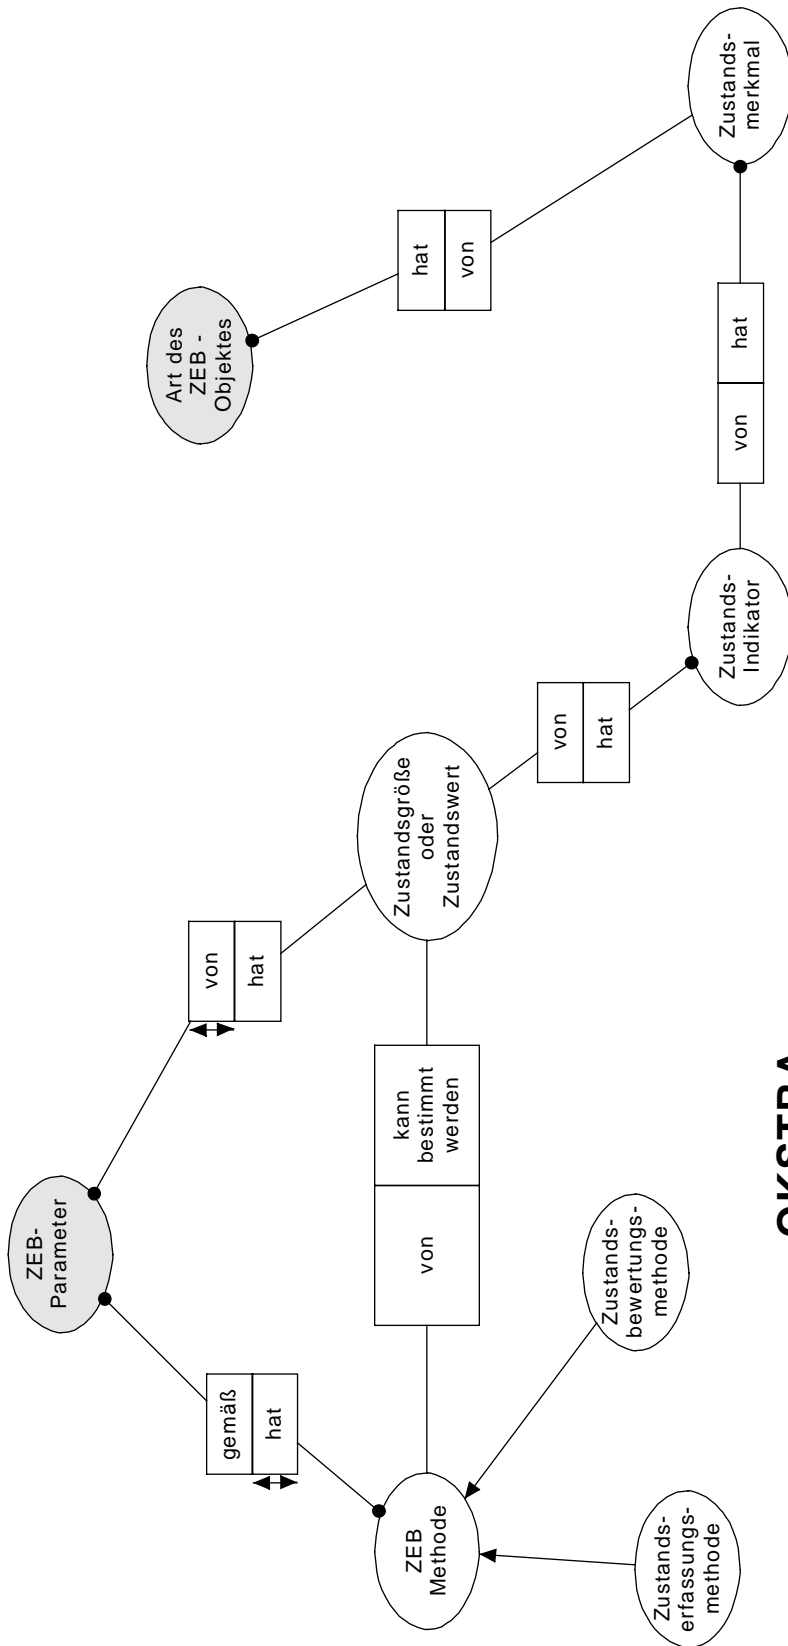 ZEB-
Parameter
Art des
ZEB -
Objektes
gemäß
hat
von
hat
ZEB
Methode
von
kann
bestimmt
werden
Zustandsgröße
oder
Zustandswert
hat
von
von
hat
Zustands-
erfassungs-
methode
Zustands-
bewertungs-
methode
Zustands-
Indikator
von
hat
Zustands-
merkmal
OKSTRA